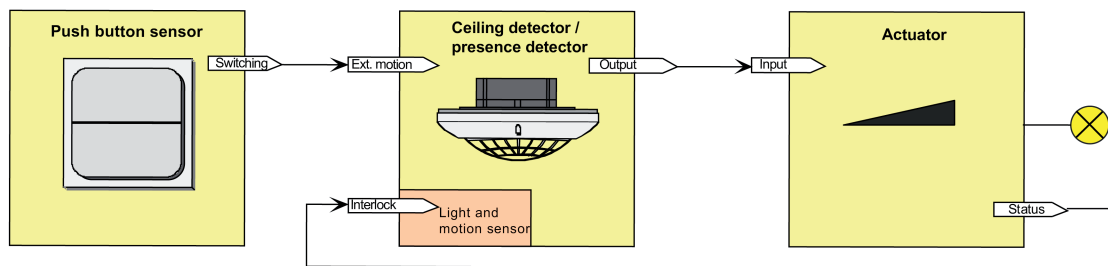 Push button sensor
Switching
Ceiling detector /
presence detector
Ext. motion
Output
Interlock
Light and
motion sensor
Actuator
Input
Status